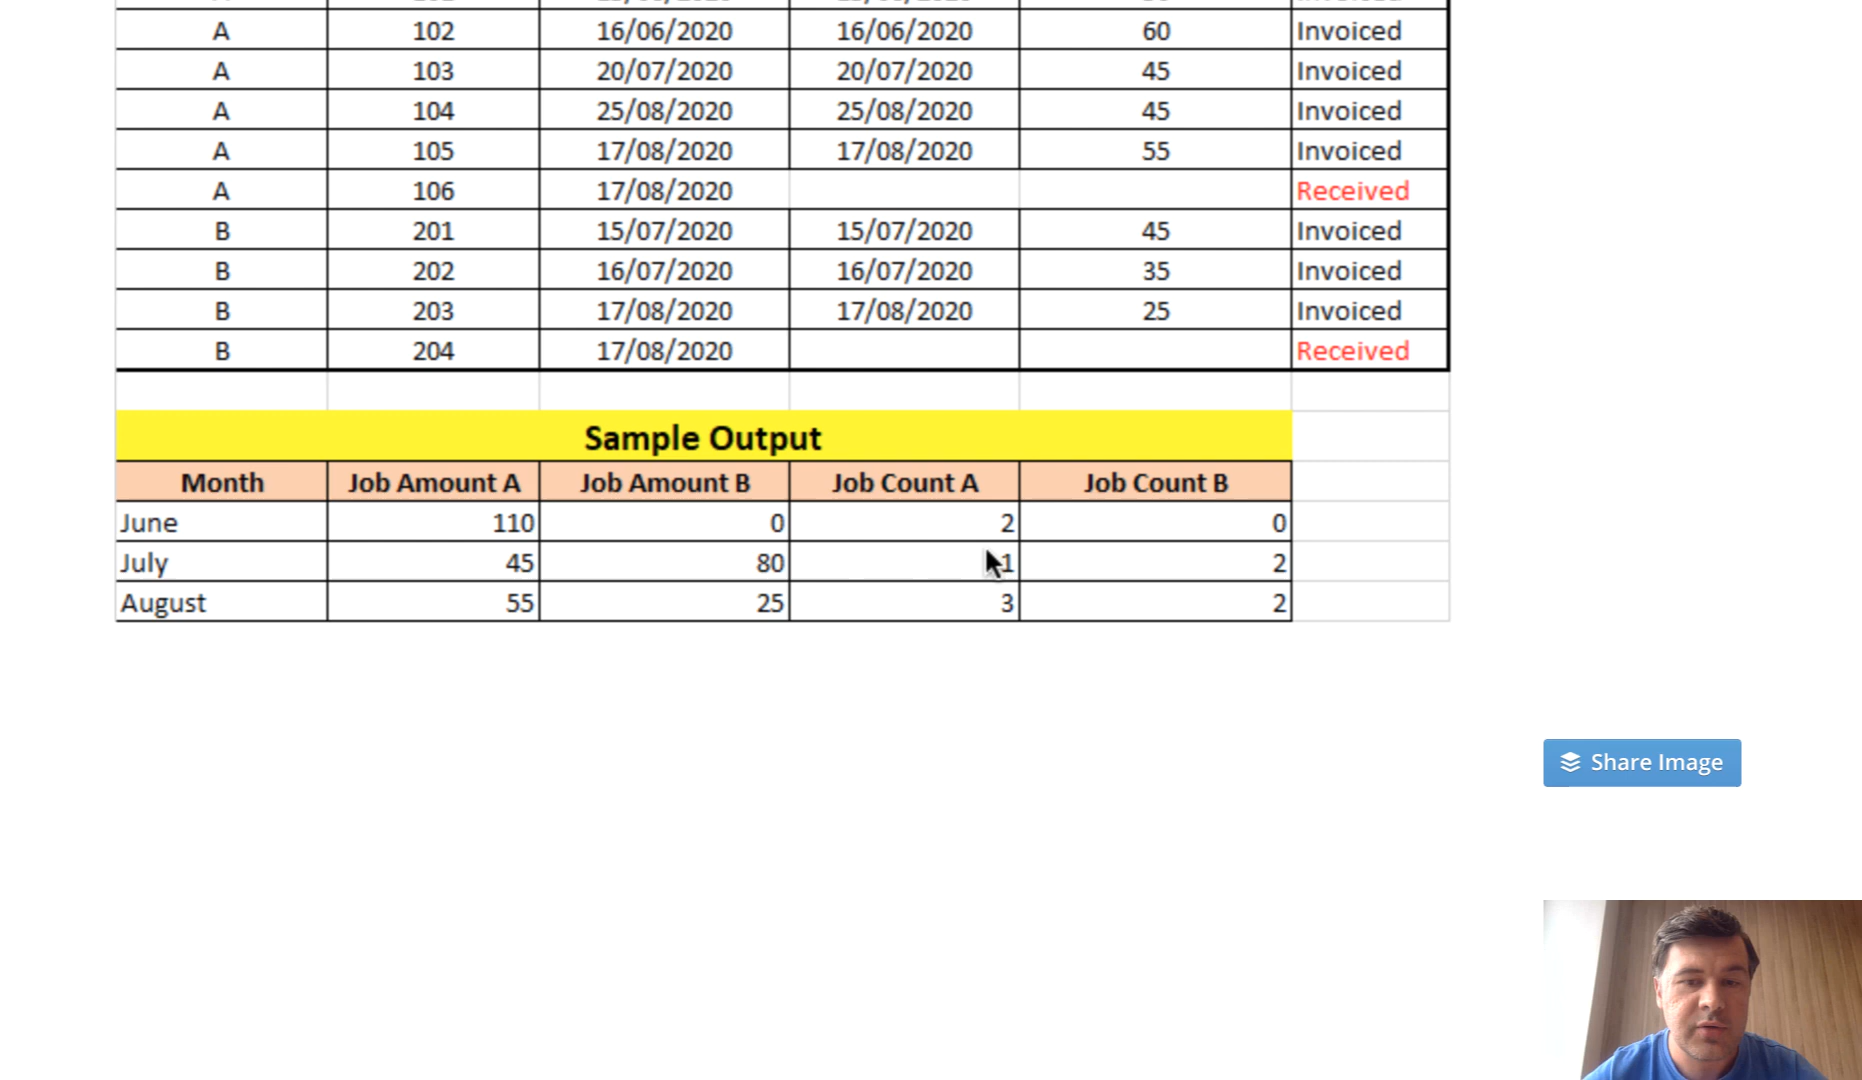 A 102 16/06/2020 16/06/2020 60 Invoiced
A 103 20/07/2020 20/07/2020 45 Invoiced
A 104 25/08/2020 25/08/2020 45 Invoiced
A 105 17/08/2020 17/08/2020 55 Invoiced
A 106 17/08/2020 Received
B 201 15/07/2020 15/07/2020 45 Invoiced
B 202 16/07/2020 16/07/2020 35 Invoiced
B 203 17/08/2020 17/08/2020 25 Invoiced
B 204 17/08/2020 Received
Sample Output
Month Job Amount A Job Amount B Job Count A Job Count B
June 110 0 2 0
July 45 80 1 2
August 55 25 3 2
Share Image